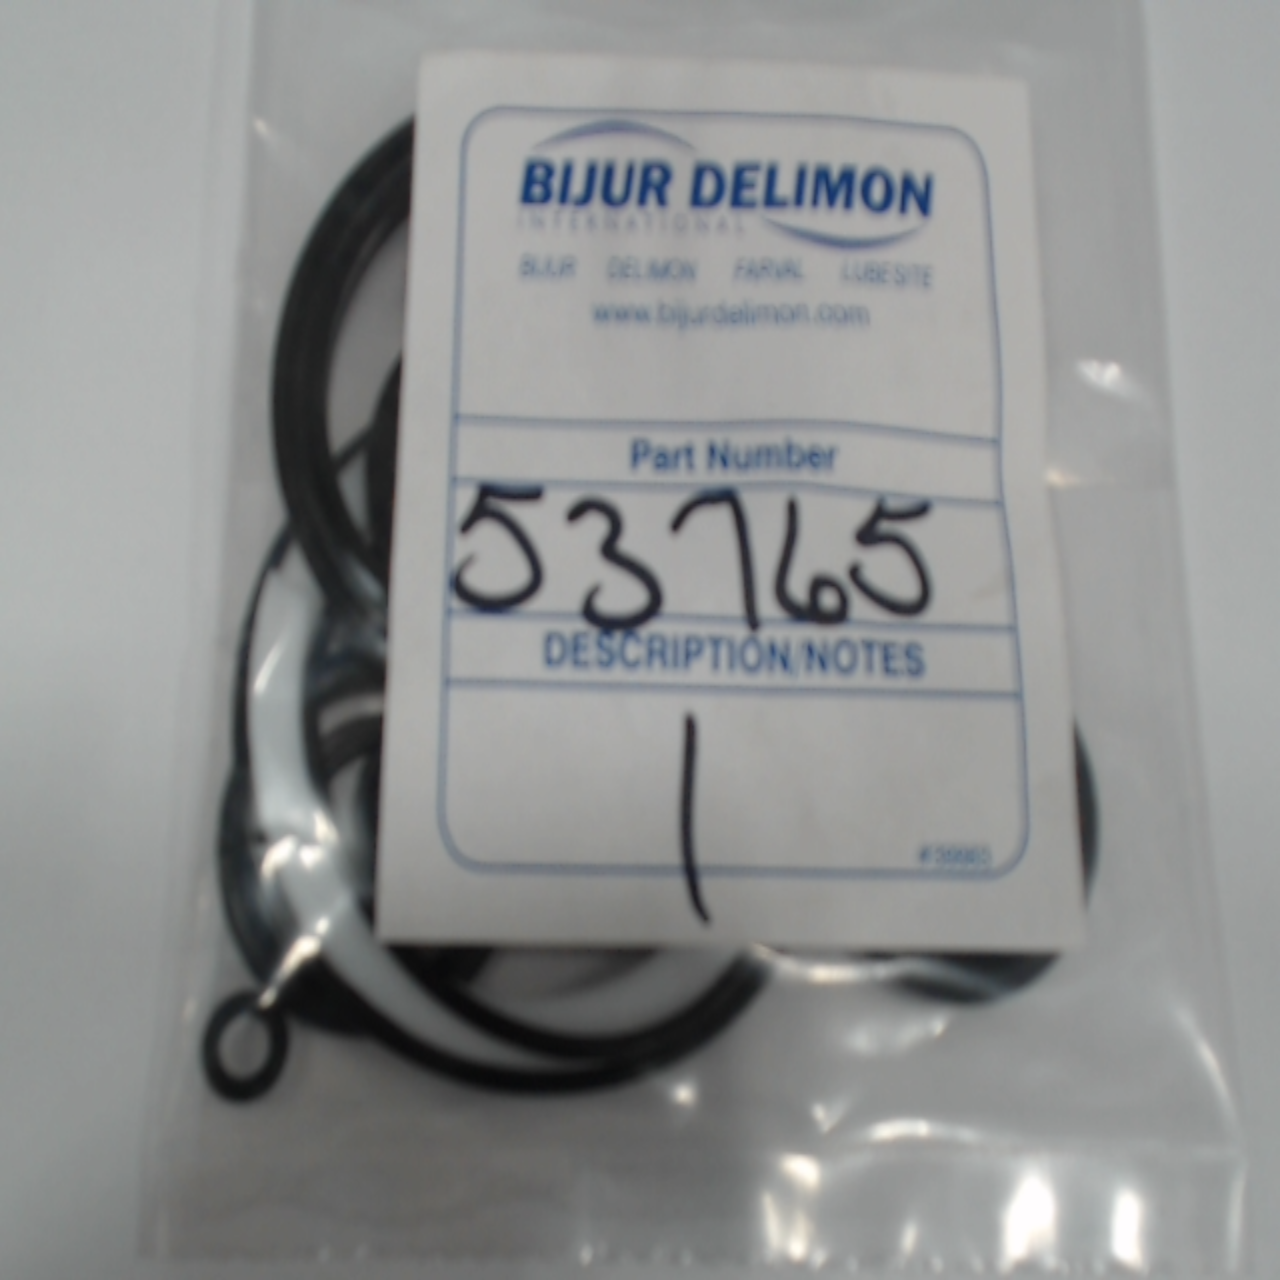 BIJUR DELIMON
INTERNATIONAL
BIJUR DELIMON FARVAL LUBESITE
www.bijurdelimon.com
Part Number
53765
DESCRIPTION/NOTES
1